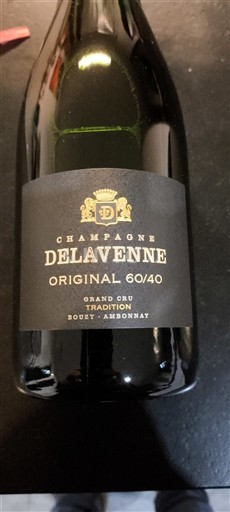 D
CHAMPAGNE
DELAVENNE
ORIGINAL 60/40
GRAND CRU
TRADITION
BOUZY - AMBONNAY